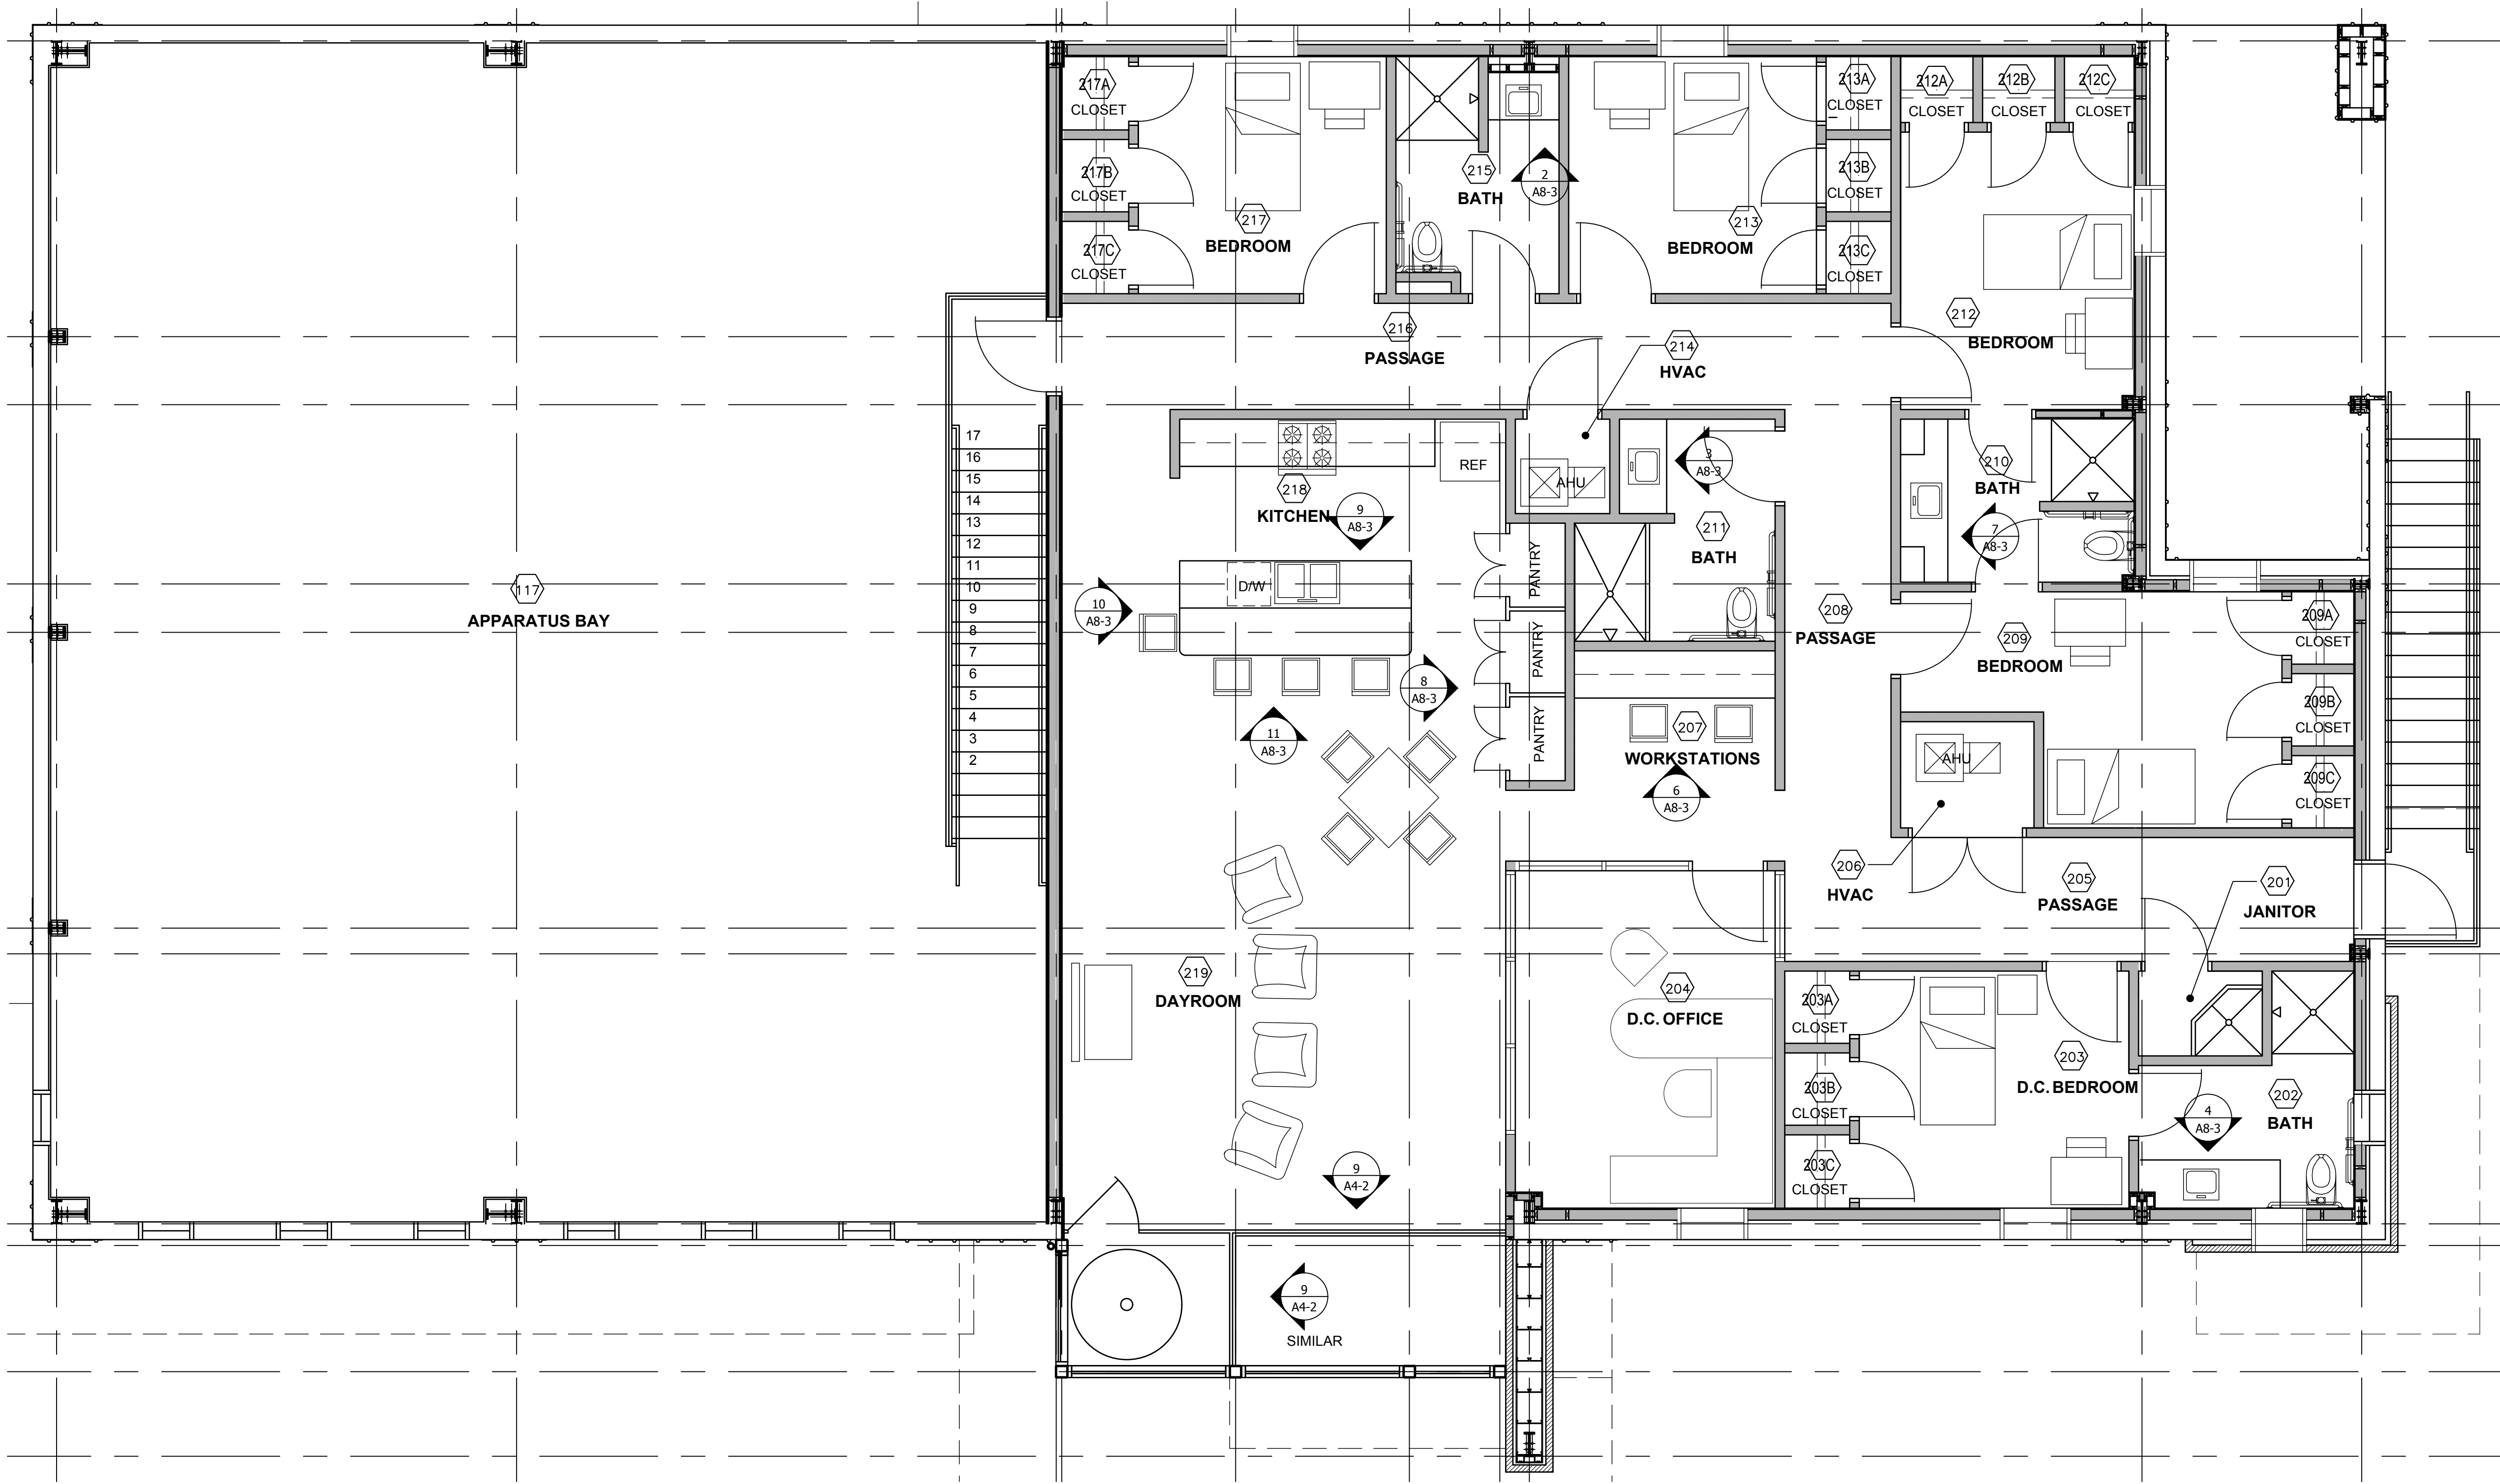 217A
CLOSET
217B
CLOSET
217C
CLOSET
217
BEDROOM
215
BATH
2
A8-3
213
BEDROOM
213A
CLOSET
213B
CLOSET
213C
CLOSET
212A
CLOSET
212B
CLOSET
212C
CLOSET
212
BEDROOM
216
PASSAGE
214
HVAC
17
16
15
14
13
12
11
10
9
8
7
6
5
4
3
2
117
APPARATUS BAY
REF
218
KITCHEN
9
A8-3
D/W
10
A8-3
8
A8-3
11
A8-3
PANTRY
PANTRY
PANTRY
AHU
3
A8-3
211
BATH
210
BATH
7
A8-3
208
PASSAGE
209
BEDROOM
209A
CLOSET
209B
CLOSET
209C
CLOSET
207
WORKSTATIONS
6
A8-3
AHU
206
HVAC
205
PASSAGE
201
JANITOR
219
DAYROOM
204
D.C. OFFICE
203A
CLOSET
203B
CLOSET
203C
CLOSET
203
D.C. BEDROOM
202
BATH
4
A8-3
9
A4-2
9
A4-2
SIMILAR